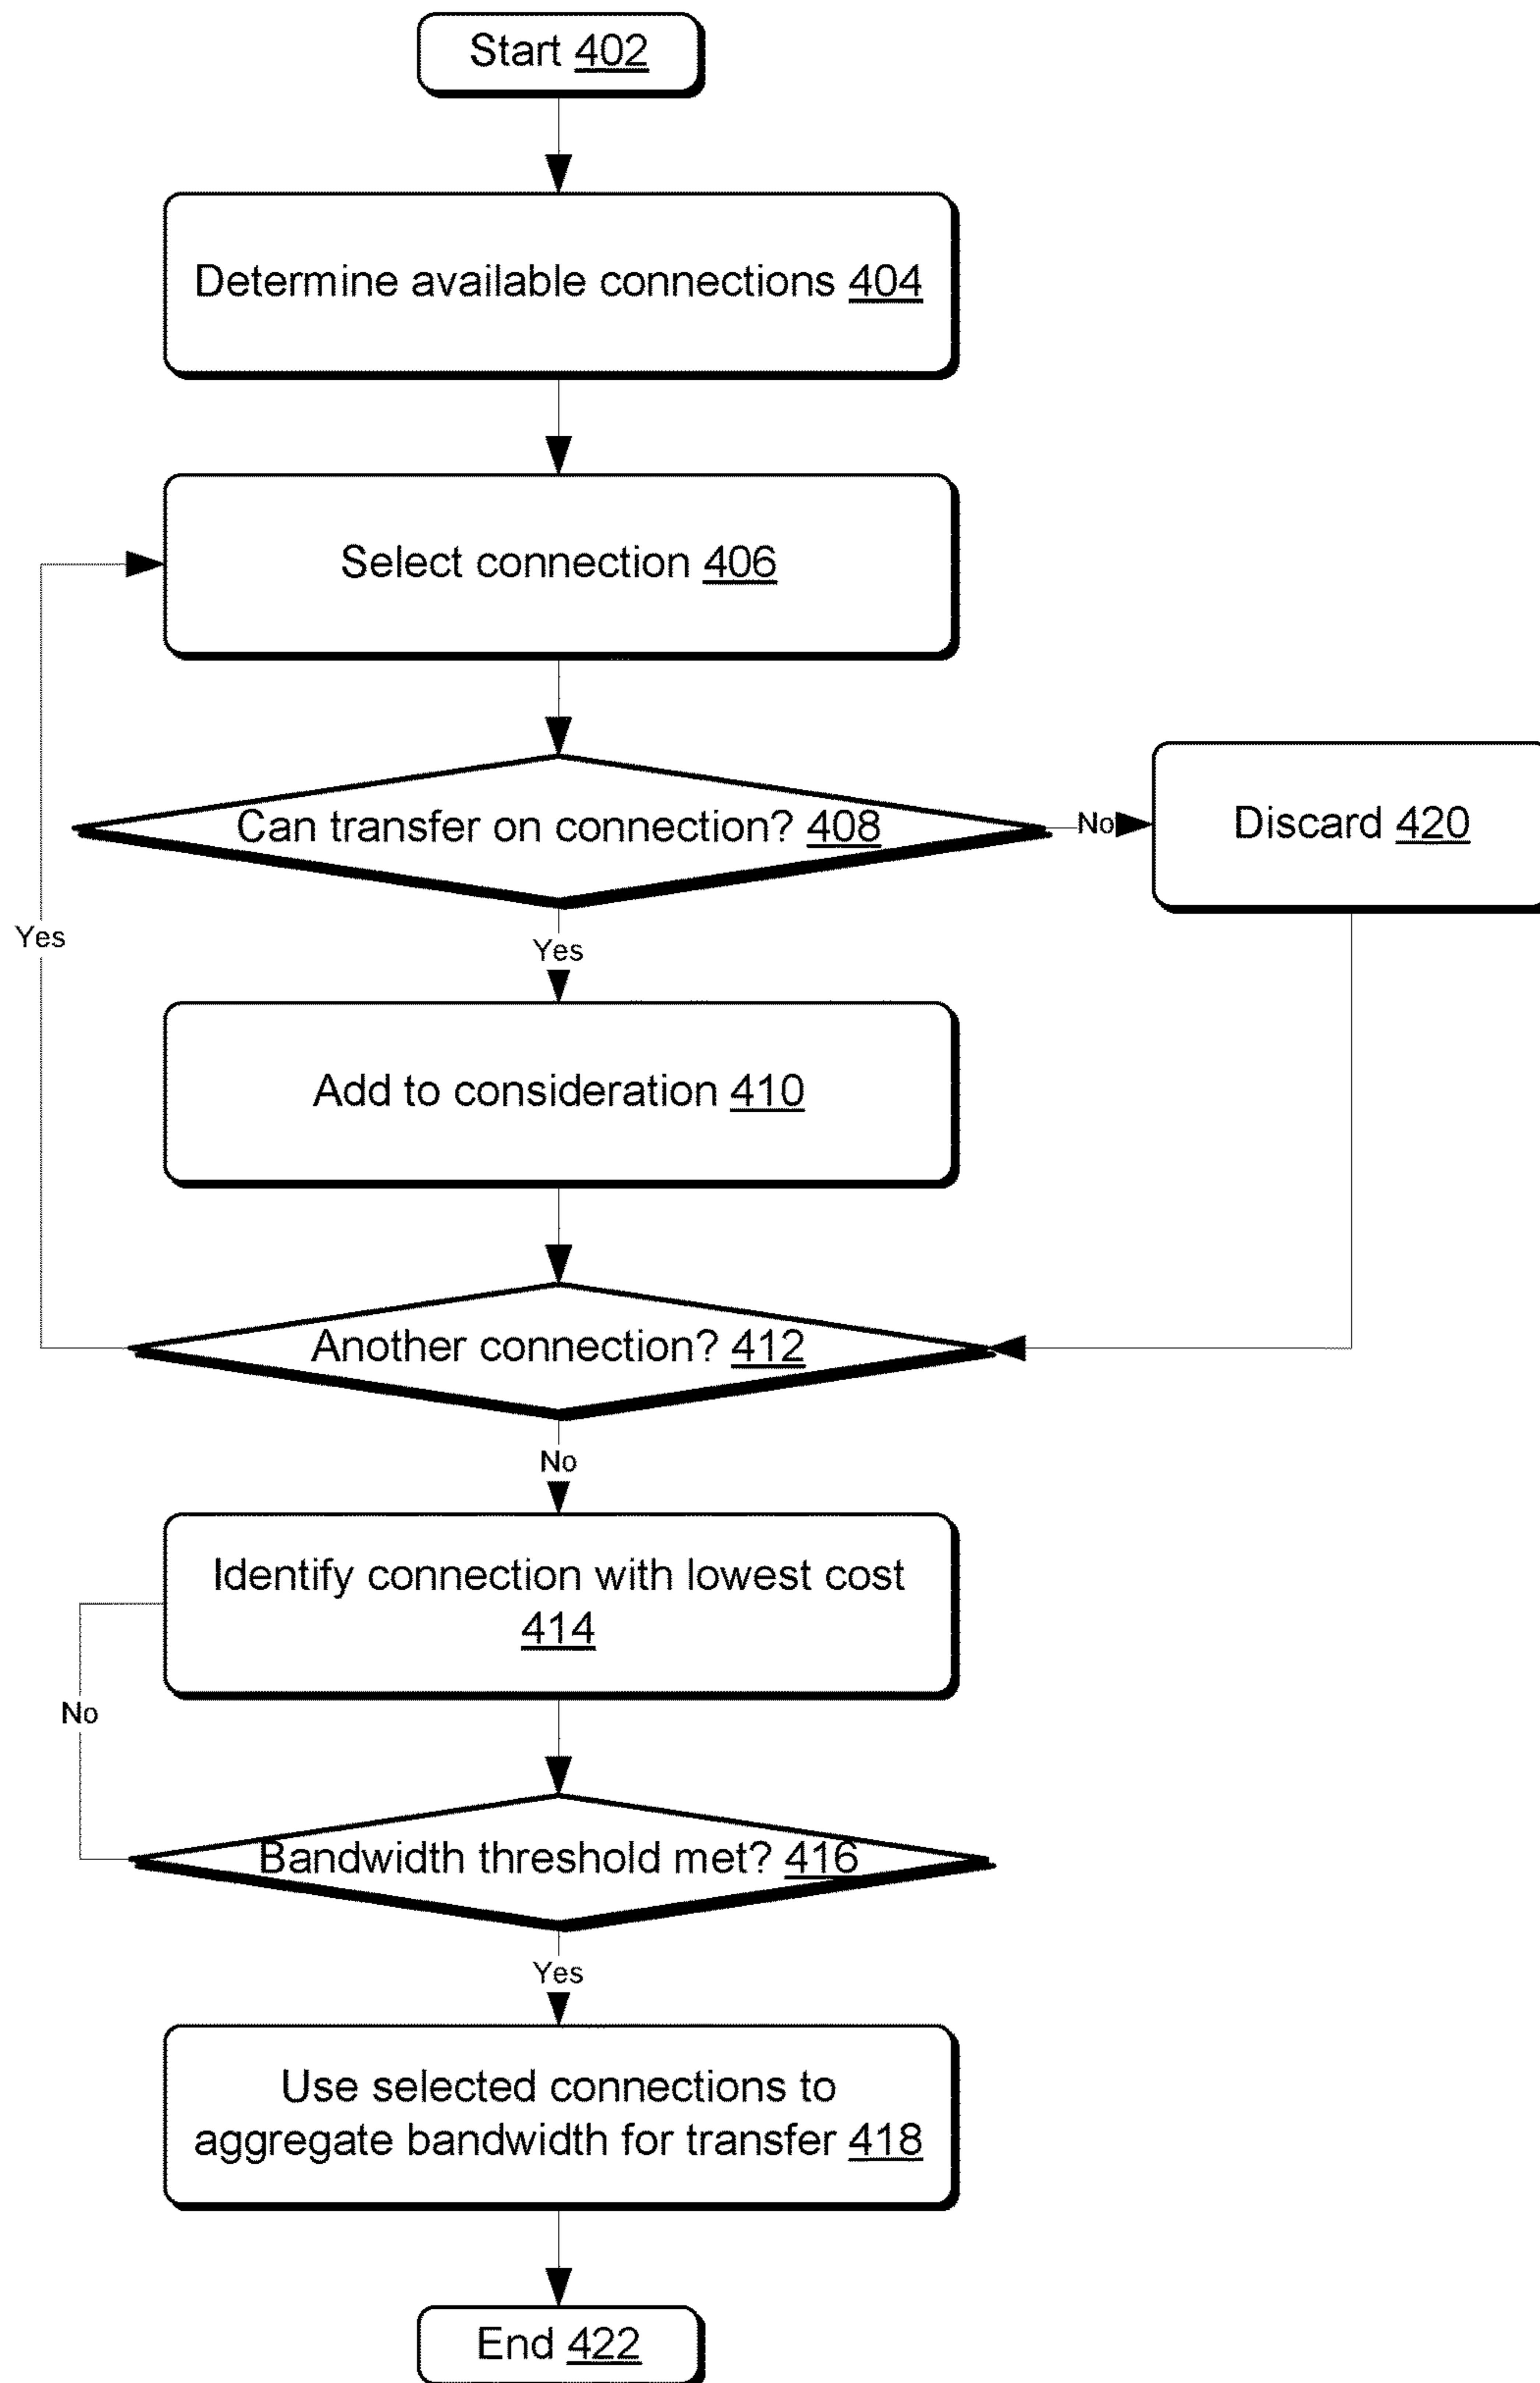 Start 402
Determine available connections 404
Select connection 406
Can transfer on connection? 408
No
Discard 420
Yes
Yes
Add to consideration 410
Another connection? 412
No
Identify connection with lowest cost
414
No
Bandwidth threshold met? 416
Yes
Use selected connections to
aggregate bandwidth for transfer 418
End 422